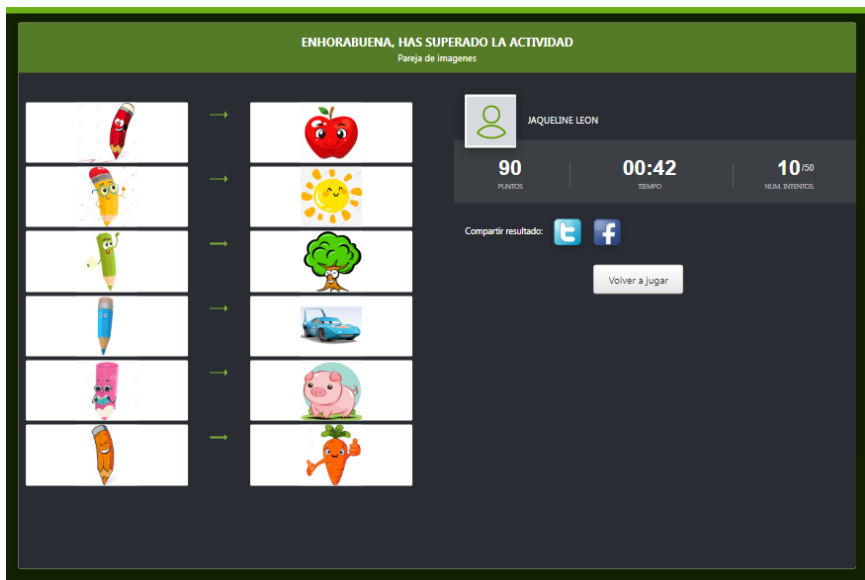 ENHORABUENA, HAS SUPERADO LA ACTIVIDAD
Pareja de imagenes
JAQUELINE LEON
90
PUNTOS
00:42
TIEMPO
10/50
NUM. INTENTOS
Compartir resultado:
Volver a jugar